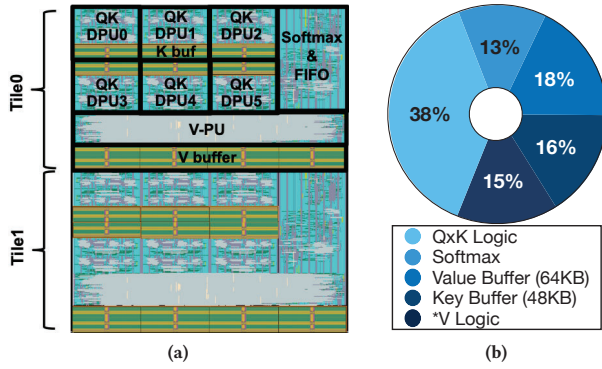 Tile0
QK
DPU0
QK
DPU1
QK
DPU2
Softmax
&
FIFO
K buf
QK
DPU3
QK
DPU4
QK
DPU5
V-PU
V buffer
Tile1
(a)
13%
18%
38%
16%
15%
QxK Logic
Softmax
Value Buffer (64KB)
Key Buffer (48KB)
*V Logic
(b)